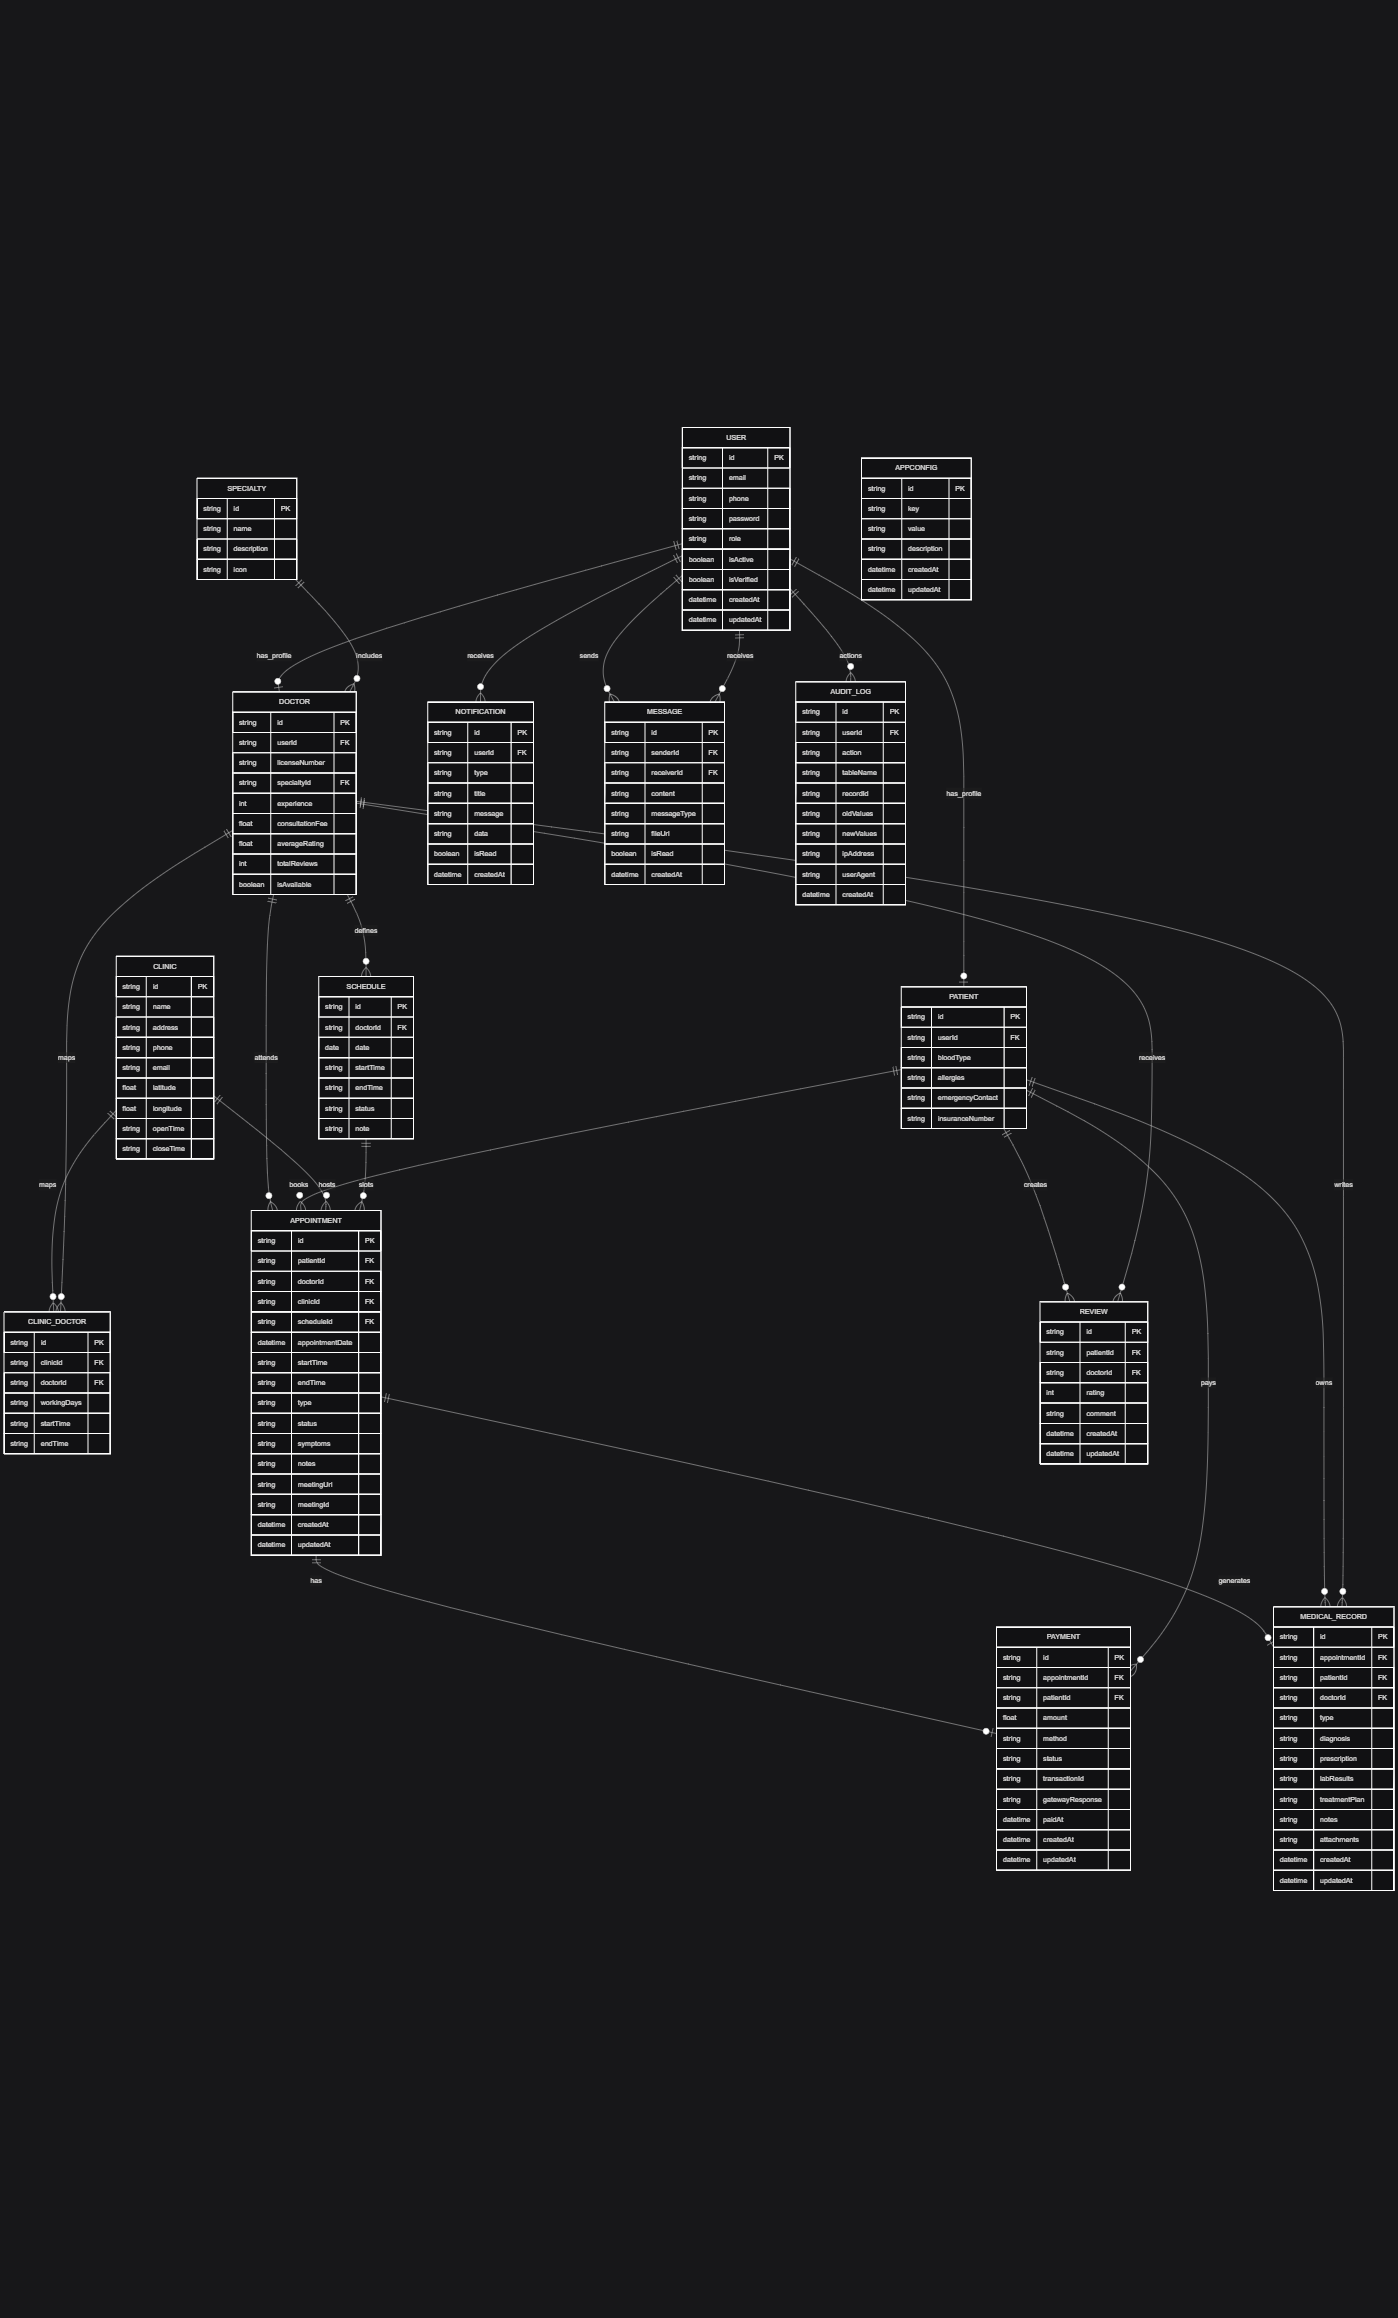 USER
string id PK
string email
string phone
string password
string role
boolean isActive
boolean isVerified
datetime createdAt
datetime updatedAt
APPCONFIG
string id PK
string key
string value
string description
datetime createdAt
datetime updatedAt
SPECIALTY
string id PK
string name
string description
string icon
has_profile
includes
receives
sends
receives
actions
DOCTOR
string id PK
string userId FK
string licenseNumber
string specialtyId FK
int experience
float consultationFee
float averageRating
int totalReviews
boolean isAvailable
NOTIFICATION
string id PK
string userId FK
string type
string title
string message
string data
boolean isRead
datetime createdAt
MESSAGE
string id PK
string senderId FK
string receiverId FK
string content
string messageType
string fileUrl
boolean isRead
datetime createdAt
AUDIT_LOG
string id PK
string userId FK
string action
string tableName
string recordId
string oldValues
string newValues
string ipAddress
string userAgent
datetime createdAt
has_profile
defines
CLINIC
string id PK
string name
string address
string phone
string email
float latitude
float longitude
string openTime
string closeTime
SCHEDULE
string id PK
string doctorId FK
date date
string startTime
string endTime
string status
string note
PATIENT
string id PK
string userId FK
string bloodType
string allergies
string emergencyContact
string insuranceNumber
maps
attends
receives
maps
books
hosts
slots
creates
writes
APPOINTMENT
string id PK
string patientId FK
string doctorId FK
string clinicId FK
string scheduleId FK
datetime appointmentDate
string startTime
string endTime
string type
string status
string symptoms
string notes
string meetingUrl
string meetingId
datetime createdAt
datetime updatedAt
CLINIC_DOCTOR
string id PK
string clinicId FK
string doctorId FK
string workingDays
string startTime
string endTime
REVIEW
string id PK
string patientId FK
string doctorId FK
int rating
string comment
datetime createdAt
datetime updatedAt
pays
owns
has
generates
PAYMENT
string id PK
string appointmentId FK
string patientId FK
float amount
string method
string status
string transactionId
string gatewayResponse
datetime paidAt
datetime createdAt
datetime updatedAt
MEDICAL_RECORD
string id PK
string appointmentId FK
string patientId FK
string doctorId FK
string type
string diagnosis
string prescription
string labResults
string treatmentPlan
string notes
string attachments
datetime createdAt
datetime updatedAt